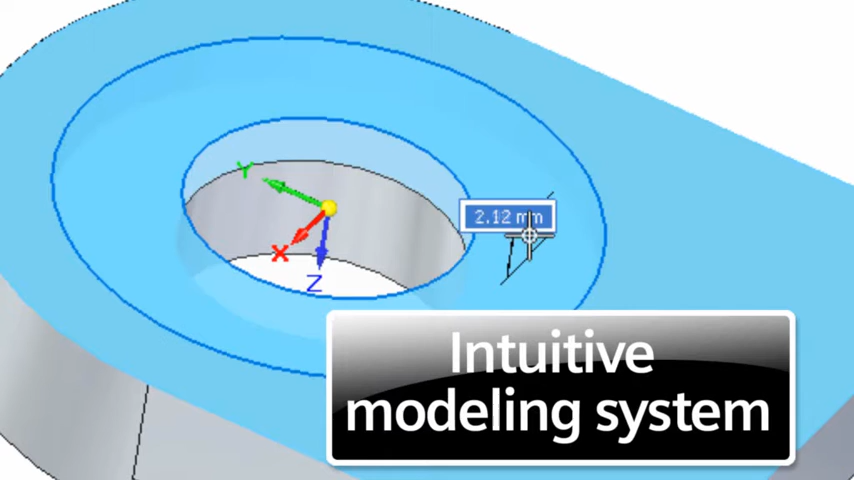 Y
2.12 mm
X
Z
Intuitive
modeling system